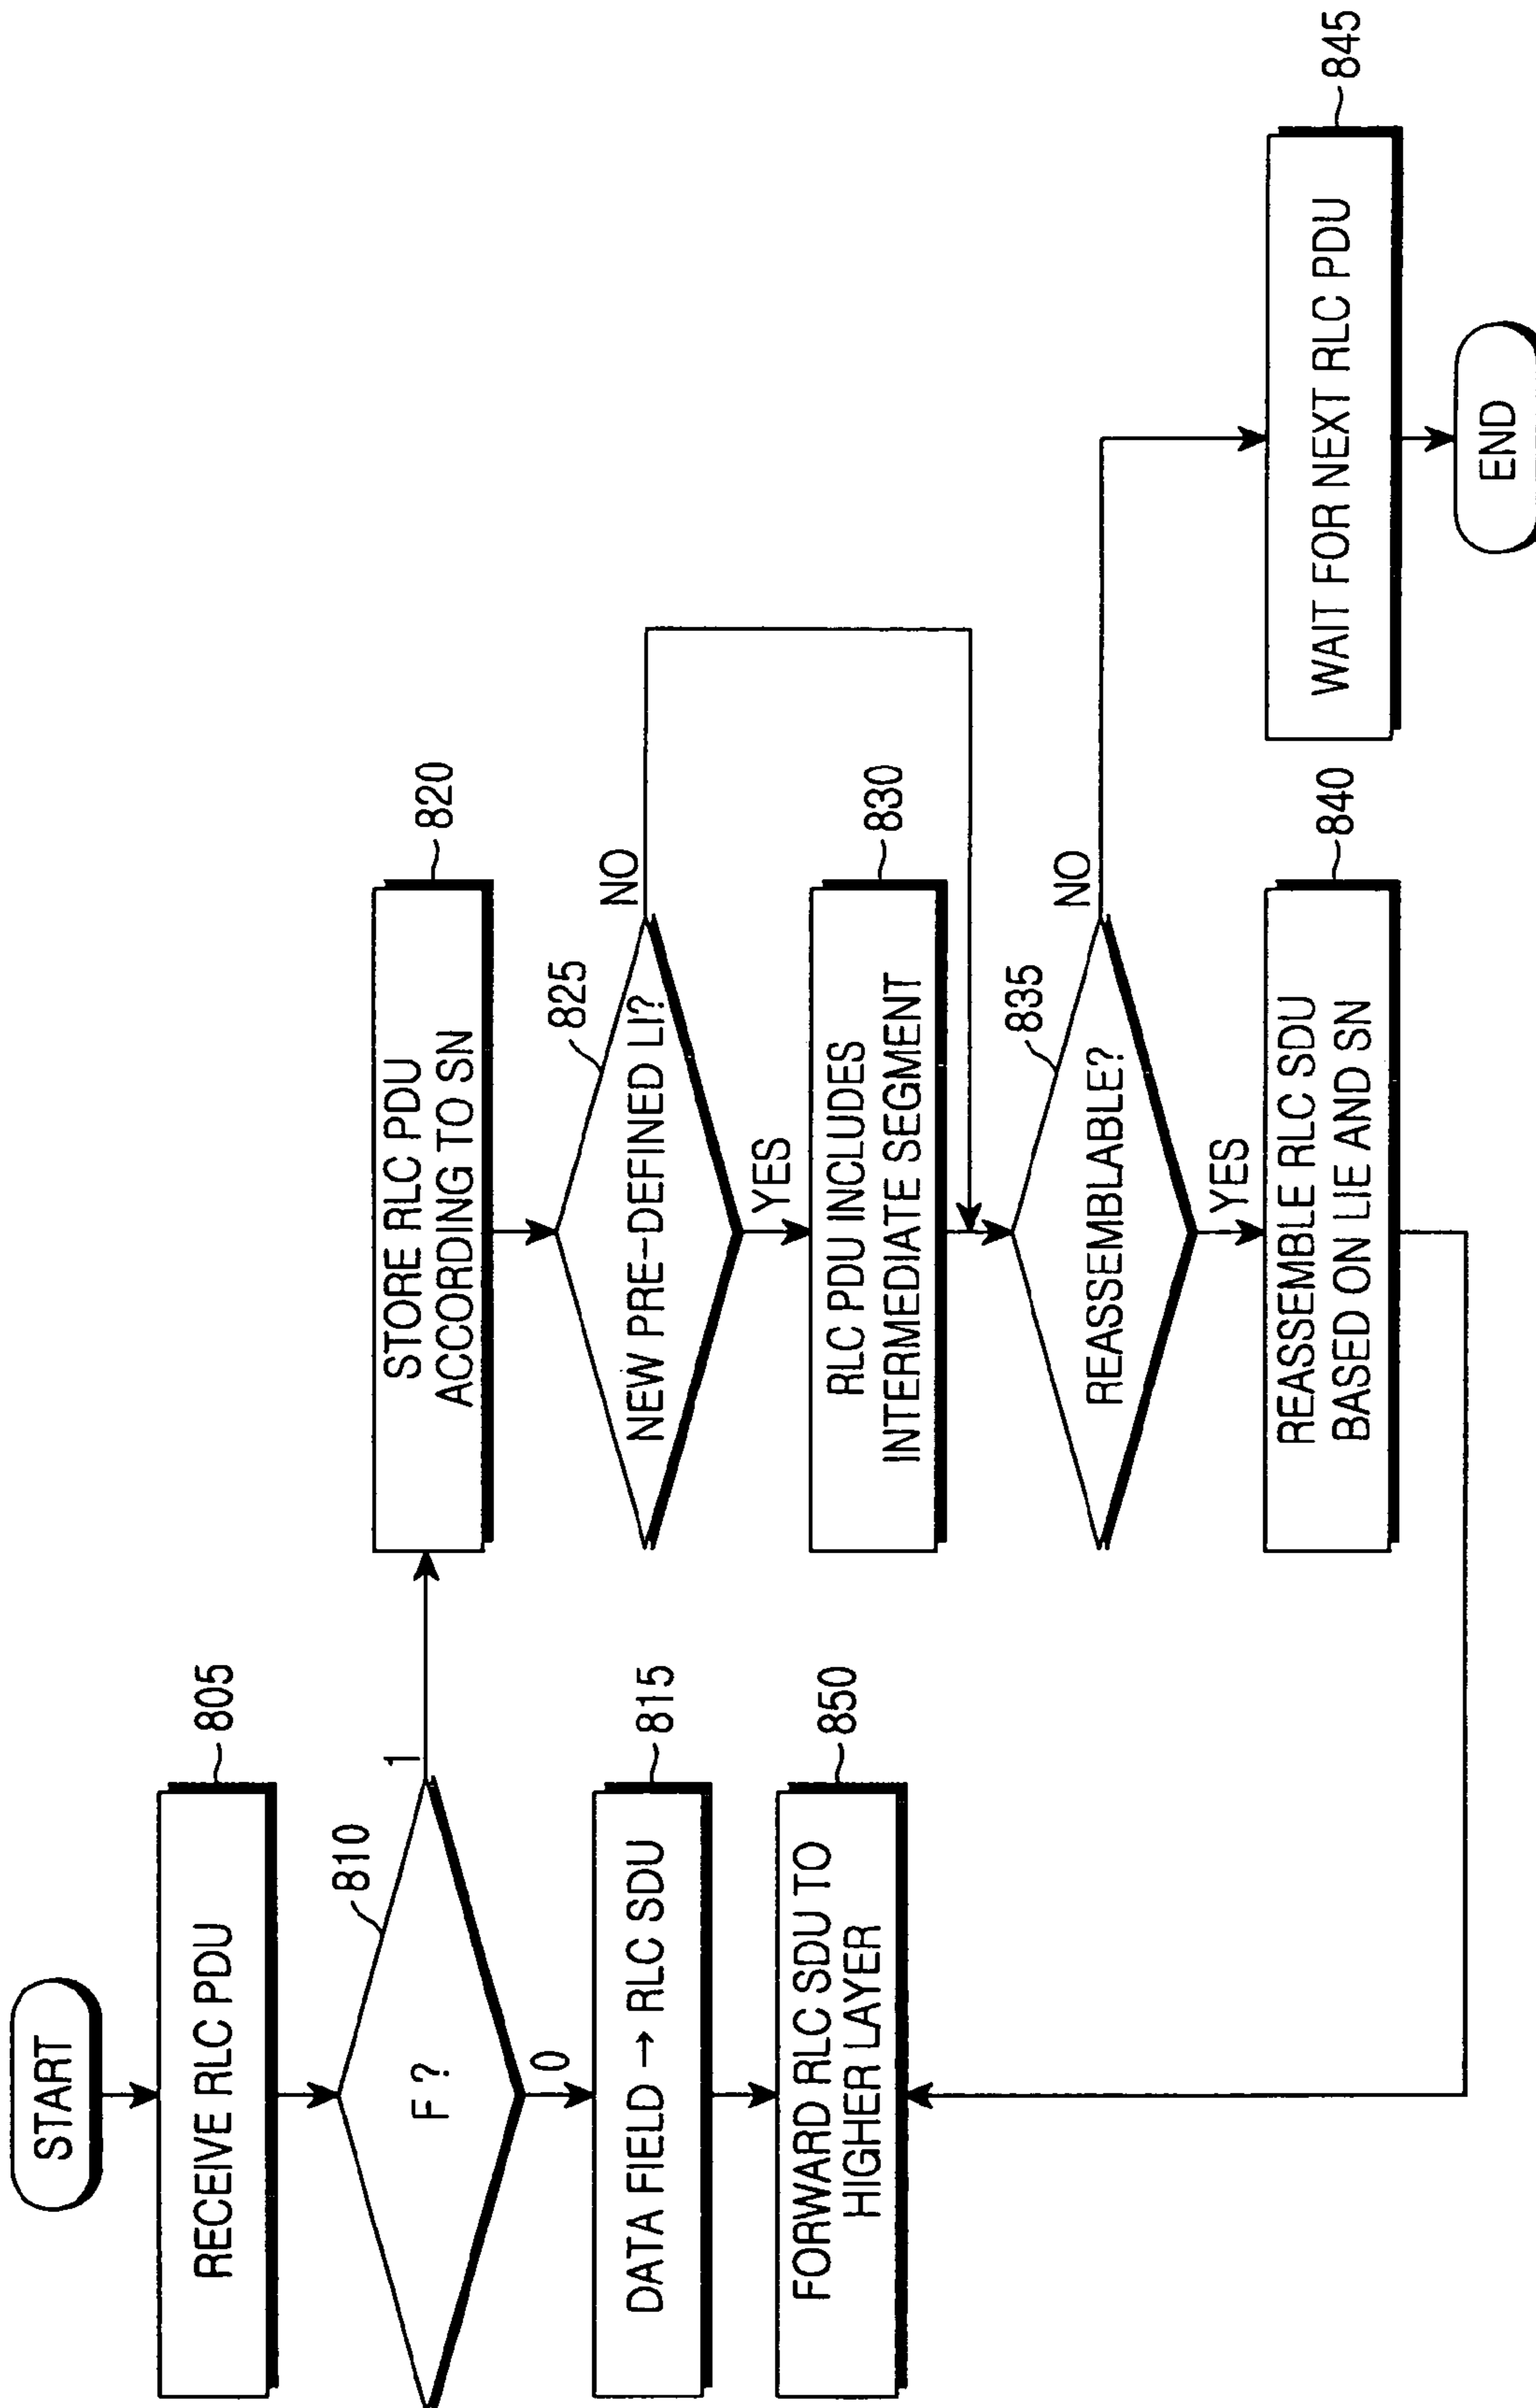 START
RECEIVE RLC PDU
805
F ?
810
1
0
DATA FIELD → RLC SDU
815
FORWARD RLC SDU TO
HIGHER LAYER
850
STORE RLC PDU
ACCORDING TO SN
820
NEW PRE-DEFINED LI?
825
NO
YES
RLC PDU INCLUDES
INTERMEDIATE SEGMENT
830
REASSEMBLABLE?
835
NO
YES
REASSEMBLE RLC SDU
BASED ON LIE AND SN
840
WAIT FOR NEXT RLC PDU
845
END